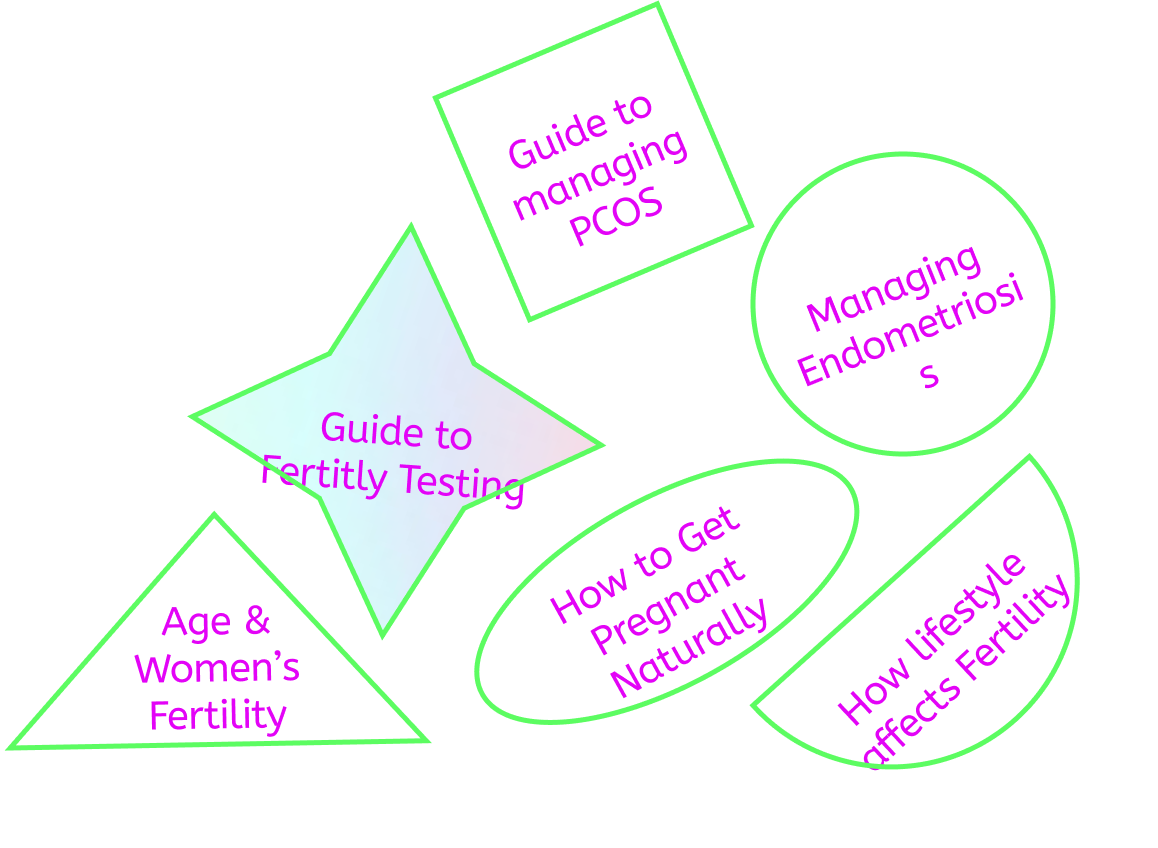 Guide to
managing
PCOS
Managing
Endometriosi
s
Guide to
Fertitly Testing
How to Get
Pregnant
Naturally
How lifestyle
affects Fertility
Age &
Women’s
Fertility